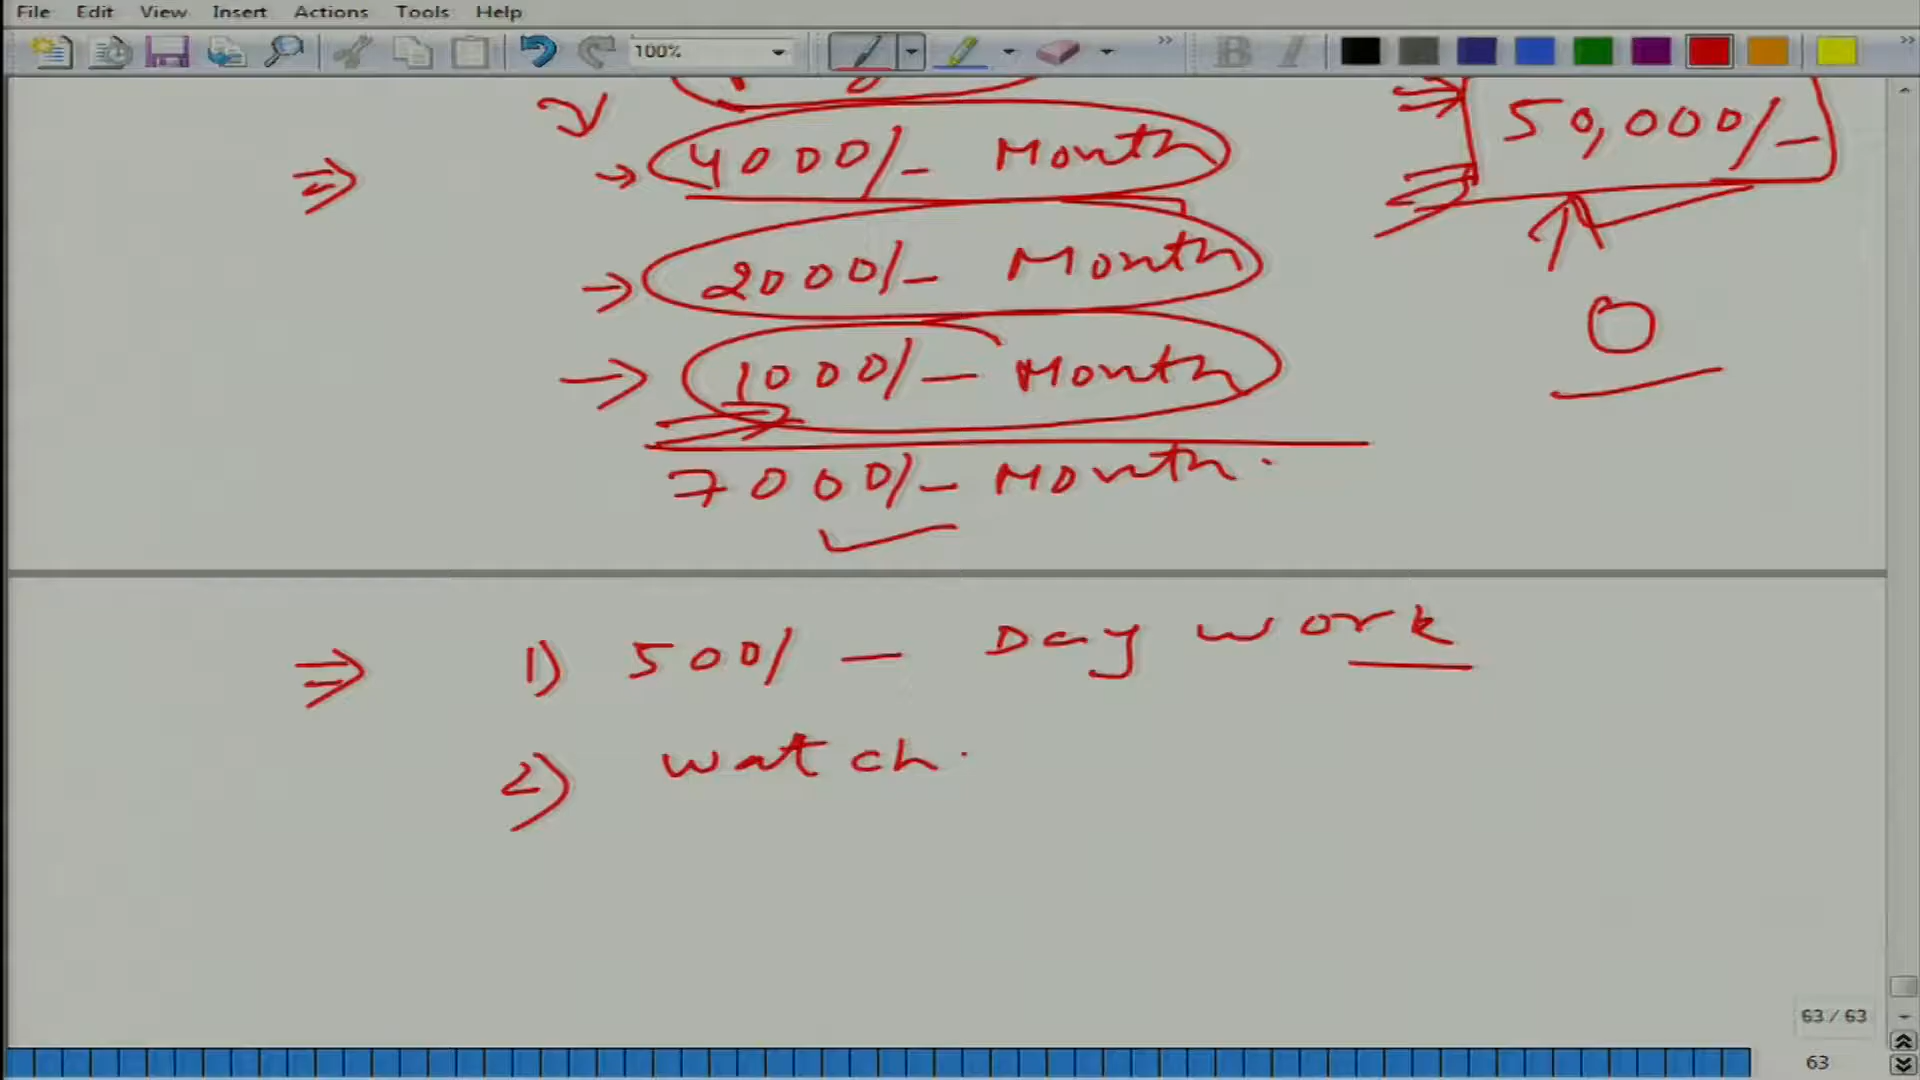 File Edit View Insert Actions Tools Help
100%
4000/- Month
50,000/-
2000/- Month
0
1000/- Month
7000/- Month.
1) 500/- Day work
2) watch.
63 / 63
63